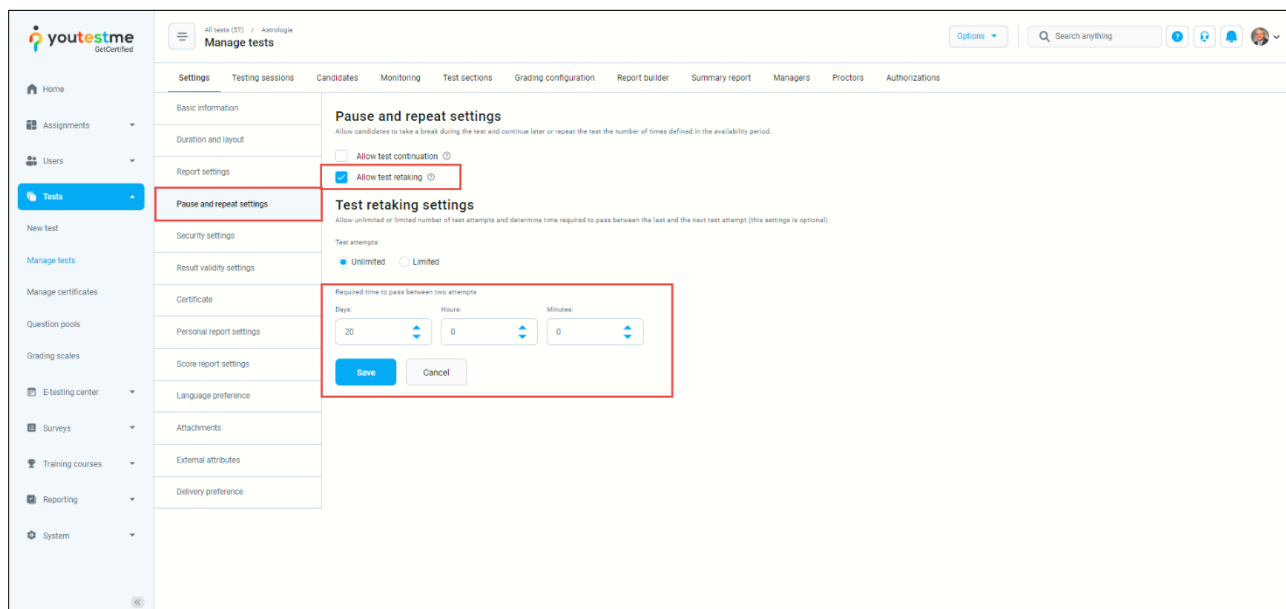 youtestme
GetCertified
All tests (57) / Astrologie
Manage tests
Options
Search anything
Settings
Testing sessions
Candidates
Monitoring
Test sections
Grading configuration
Report builder
Summary report
Managers
Proctors
Authorizations
Home
Assignments
Users
Tests
New test
Manage tests
Manage certificates
Question pools
Grading scales
E-testing center
Surveys
Training courses
Reporting
System
Basic information
Duration and layout
Report settings
Pause and repeat settings
Security settings
Result validity settings
Certificate
Personal report settings
Score report settings
Language preference
Attachments
External attributes
Delivery preference
Pause and repeat settings
Allow candidates to take a break during the test and continue later or repeat the test the number of times defined in the availability period.
Allow test continuation
Allow test retaking
Test retaking settings
Allow unlimited or limited number of test attempts and determine time required to pass between the last and the next test attempt (this settings is optional).
Test attempts:
Unlimited
Limited
Required time to pass between two attempts
Days: Hours: Minutes:
20 0 0
Save Cancel